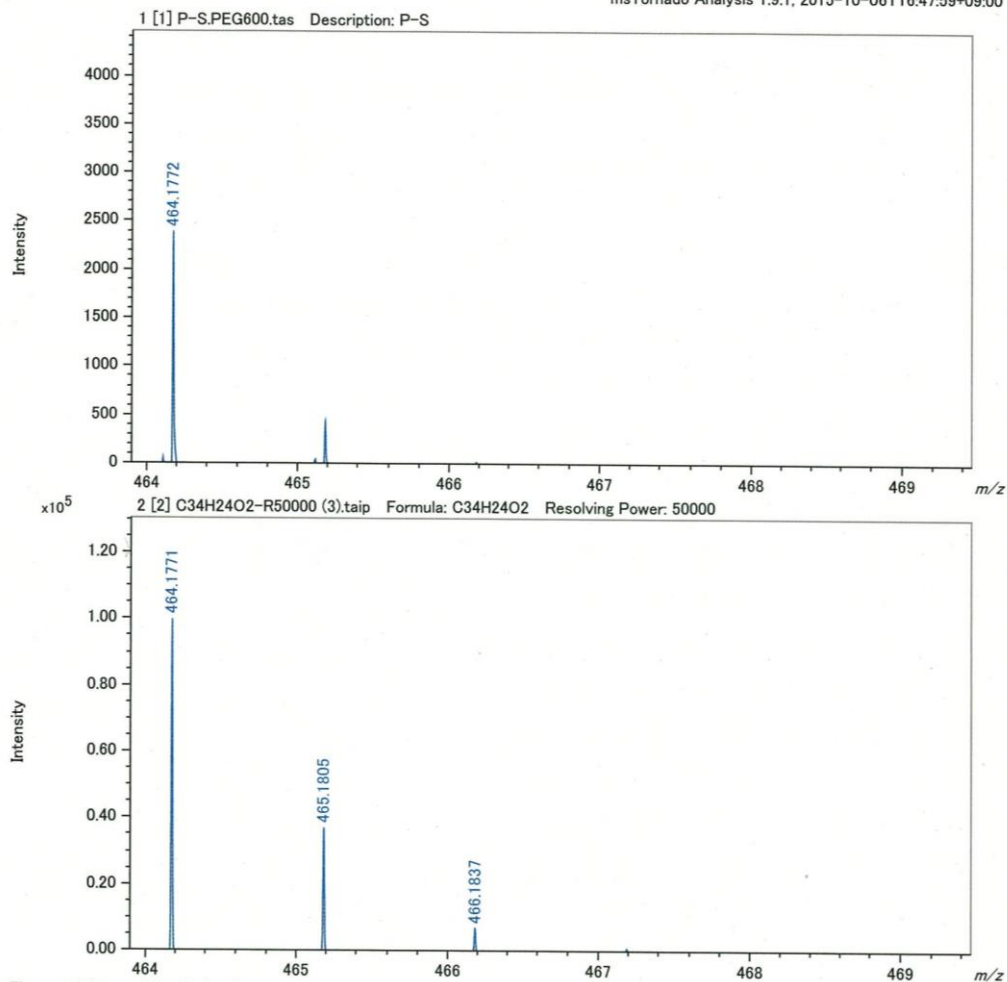 msTornado Analysis 1.9.1, 2015-10-06T16:47:59+09:00
1 [1] P-S.PEG600.tas Description: P-S
Intensity
4000
3500
3000
2500
2000
1500
1000
500
0
464.1772
464 465 466 467 468 469 m/z
x10⁵ 2 [2] C34H24O2-R50000 (3).taip Formula: C34H24O2 Resolving Power: 50000
Intensity
1.20
1.00
0.80
0.60
0.40
0.20
0.00
464.1771
465.1805
466.1837
464 465 466 467 468 469 m/z